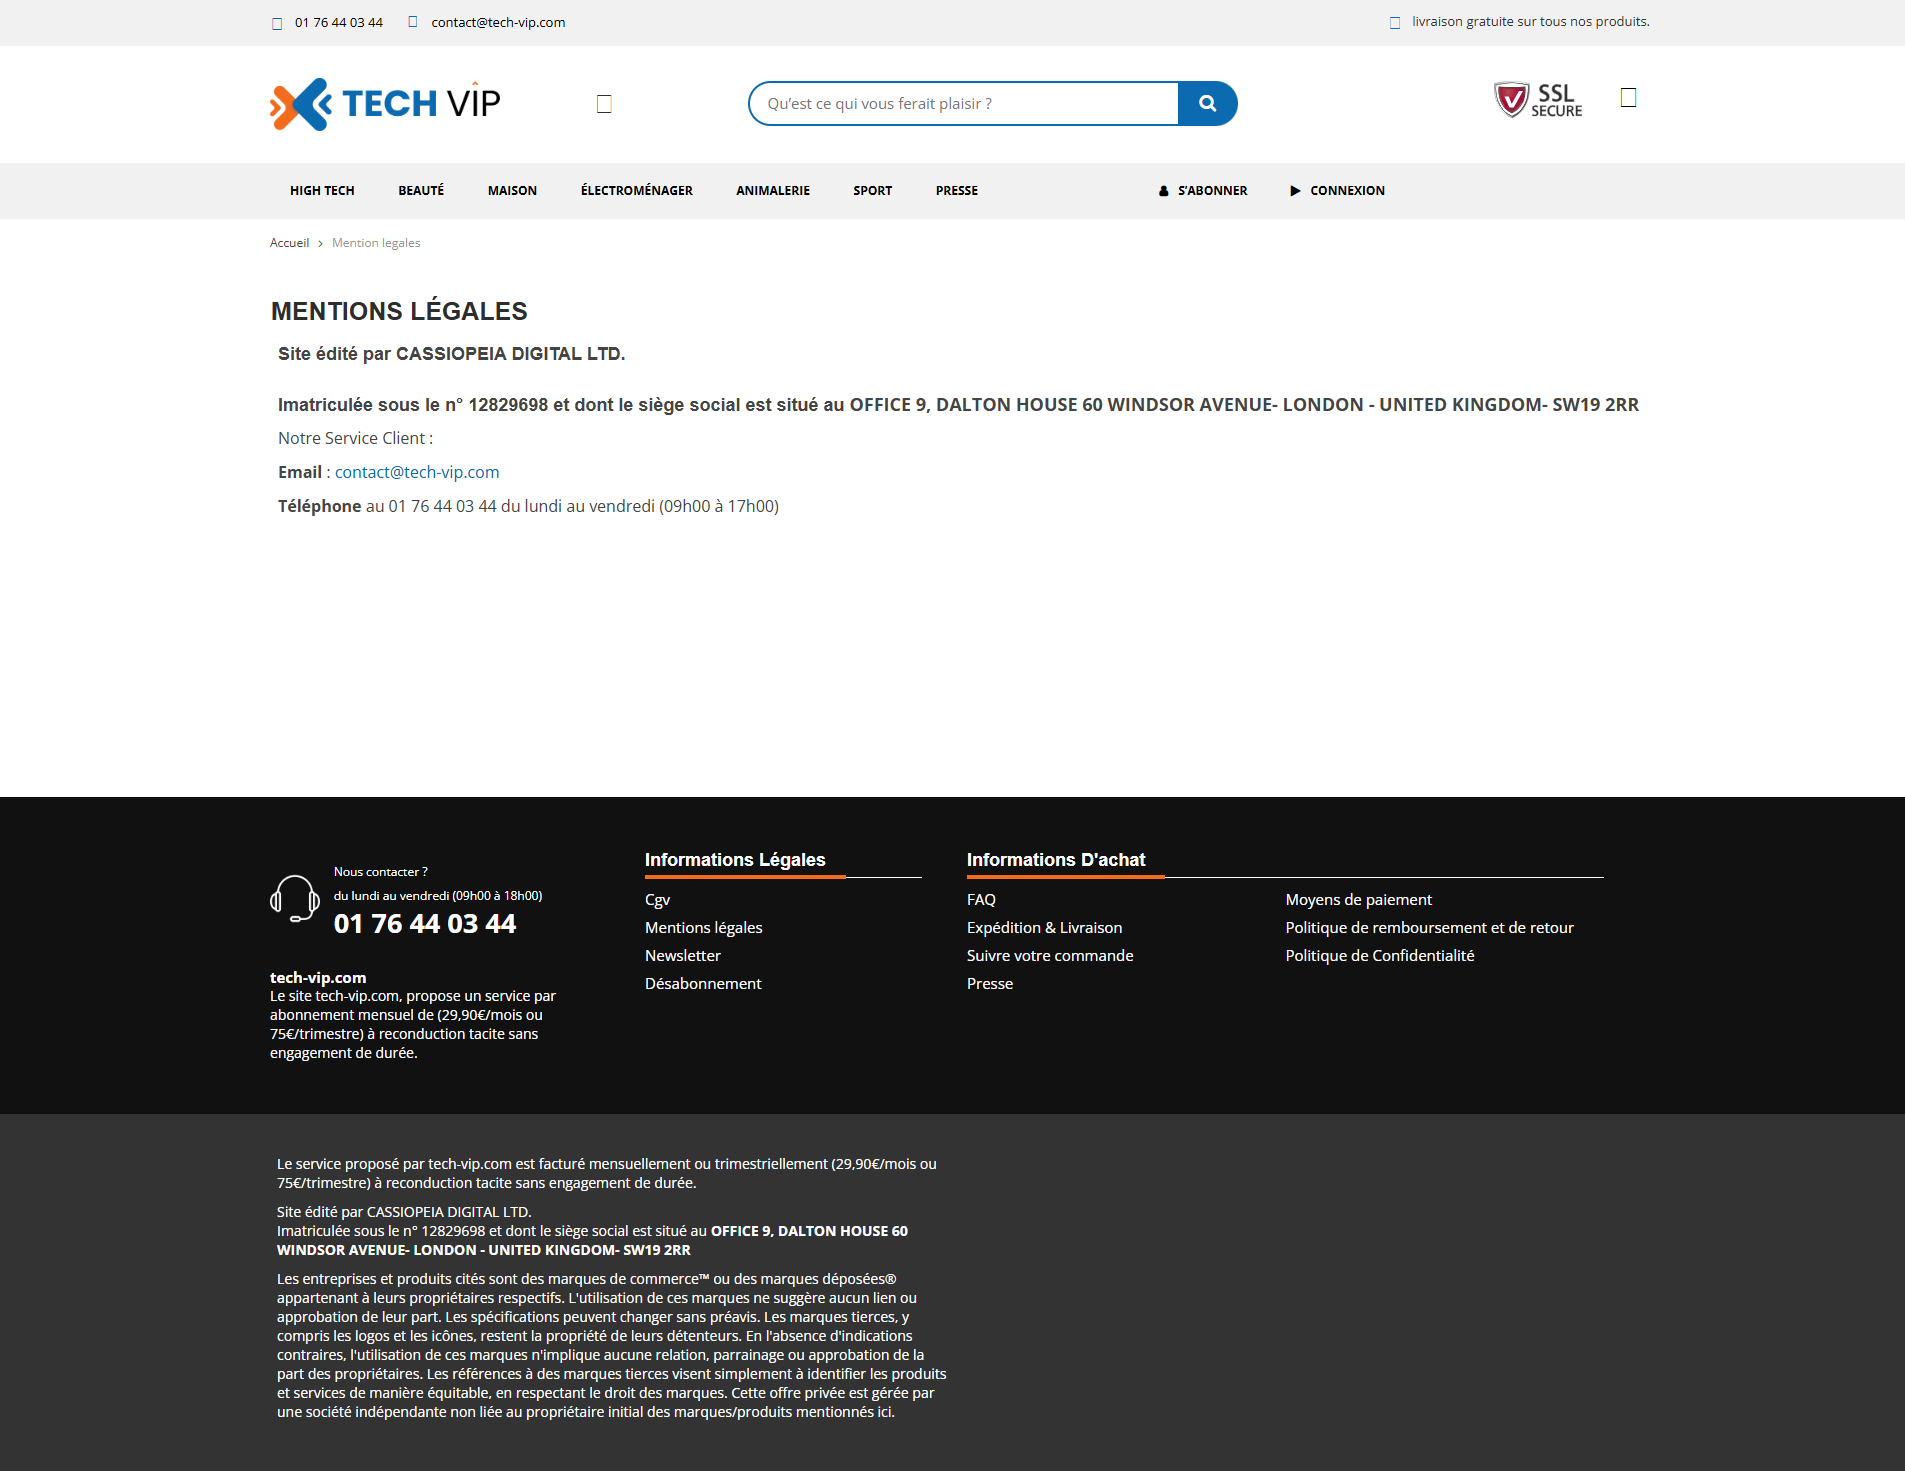 01 76 44 03 44 contact@tech-vip.com livraison gratuite sur tous nos produits.
TECH VIP
Qu'est ce qui vous ferait plaisir ?
SSL
SECURE
HIGH TECH BEAUTÉ MAISON ÉLECTROMÉNAGER ANIMALERIE SPORT PRESSE S'ABONNER CONNEXION
Accueil > Mention legales
MENTIONS LÉGALES
Site édité par CASSIOPEIA DIGITAL LTD.
Imatriculée sous le n° 12829698 et dont le siège social est situé au OFFICE 9, DALTON HOUSE 60 WINDSOR AVENUE- LONDON - UNITED KINGDOM- SW19 2RR
Notre Service Client :
Email : contact@tech-vip.com
Téléphone au 01 76 44 03 44 du lundi au vendredi (09h00 à 17h00)
Nous contacter ?
du lundi au vendredi (09h00 à 18h00)
01 76 44 03 44
tech-vip.com
Le site tech-vip.com, propose un service par
abonnement mensuel de (29,90€/mois ou
75€/trimestre) à reconduction tacite sans
engagement de durée.
Informations Légales
Cgv
Mentions légales
Newsletter
Désabonnement
Informations D'achat
FAQ
Expédition & Livraison
Suivre votre commande
Presse
Moyens de paiement
Politique de remboursement et de retour
Politique de Confidentialité
Le service proposé par tech-vip.com est facturé mensuellement ou trimestriellement (29,90€/mois ou
75€/trimestre) à reconduction tacite sans engagement de durée.
Site édité par CASSIOPEIA DIGITAL LTD.
Imatriculée sous le n° 12829698 et dont le siège social est situé au OFFICE 9, DALTON HOUSE 60
WINDSOR AVENUE- LONDON - UNITED KINGDOM- SW19 2RR
Les entreprises et produits cités sont des marques de commerce™ ou des marques déposées®
appartenant à leurs propriétaires respectifs. L'utilisation de ces marques ne suggère aucun lien ou
approbation de leur part. Les spécifications peuvent changer sans préavis. Les marques tierces, y
compris les logos et les icônes, restent la propriété de leurs détenteurs. En l'absence d'indications
contraires, l'utilisation de ces marques n'implique aucune relation, parrainage ou approbation de la
part des propriétaires. Les références à des marques tierces visent simplement à identifier les produits
et services de manière équitable, en respectant le droit des marques. Cette offre privée est gérée par
une société indépendante non liée au propriétaire initial des marques/produits mentionnés ici.